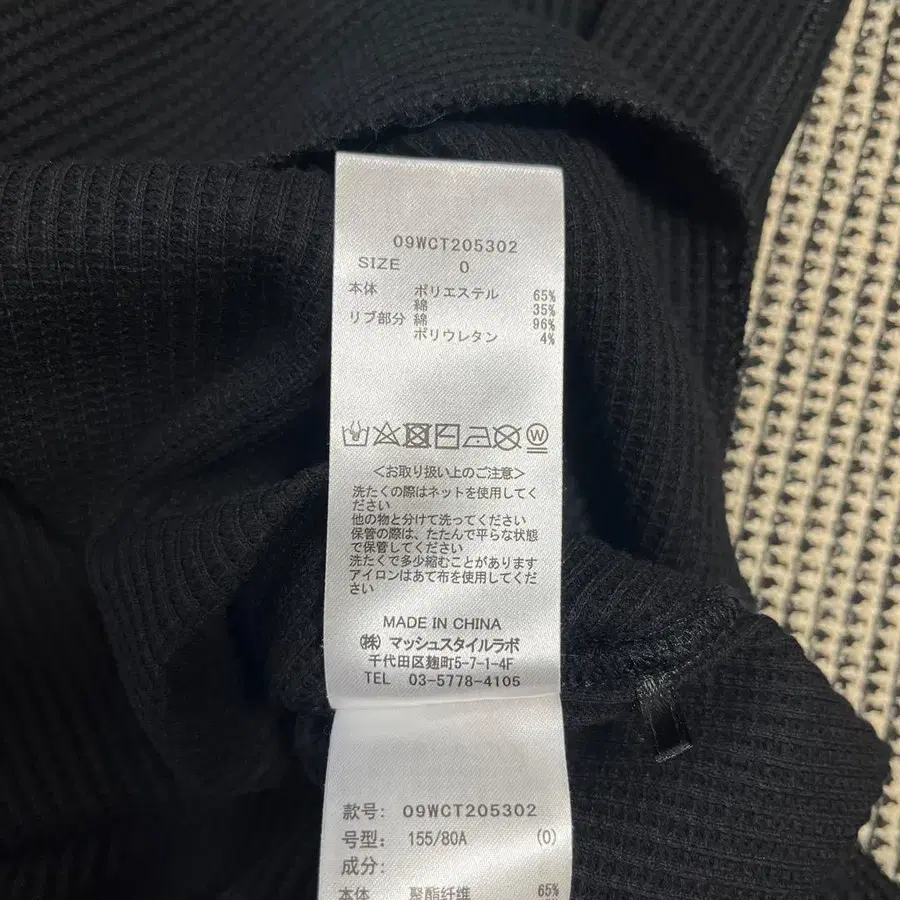 09WCT205302
SIZE 0
本体 ポリエステル 65%
綿 35%
リブ部分 綿 96%
ポリウレタン 4%
W
＜お取り扱い上のご注意＞
洗たくの際はネットを使用してく
ださい
他の物と分けて洗ってください
保管の際は、たたんで平らな状態
で保管してください
洗たくで多少縮むことがあります
アイロンはあて布を使用してくだ
さい
MADE IN CHINA
㈱ マッシュスタイルラボ
千代田区麹町5-7-1-4F
TEL 03-5778-4105
款号: 09WCT205302
号型: 155/80A (0)
成分:
本体 聚酯纤维 65%